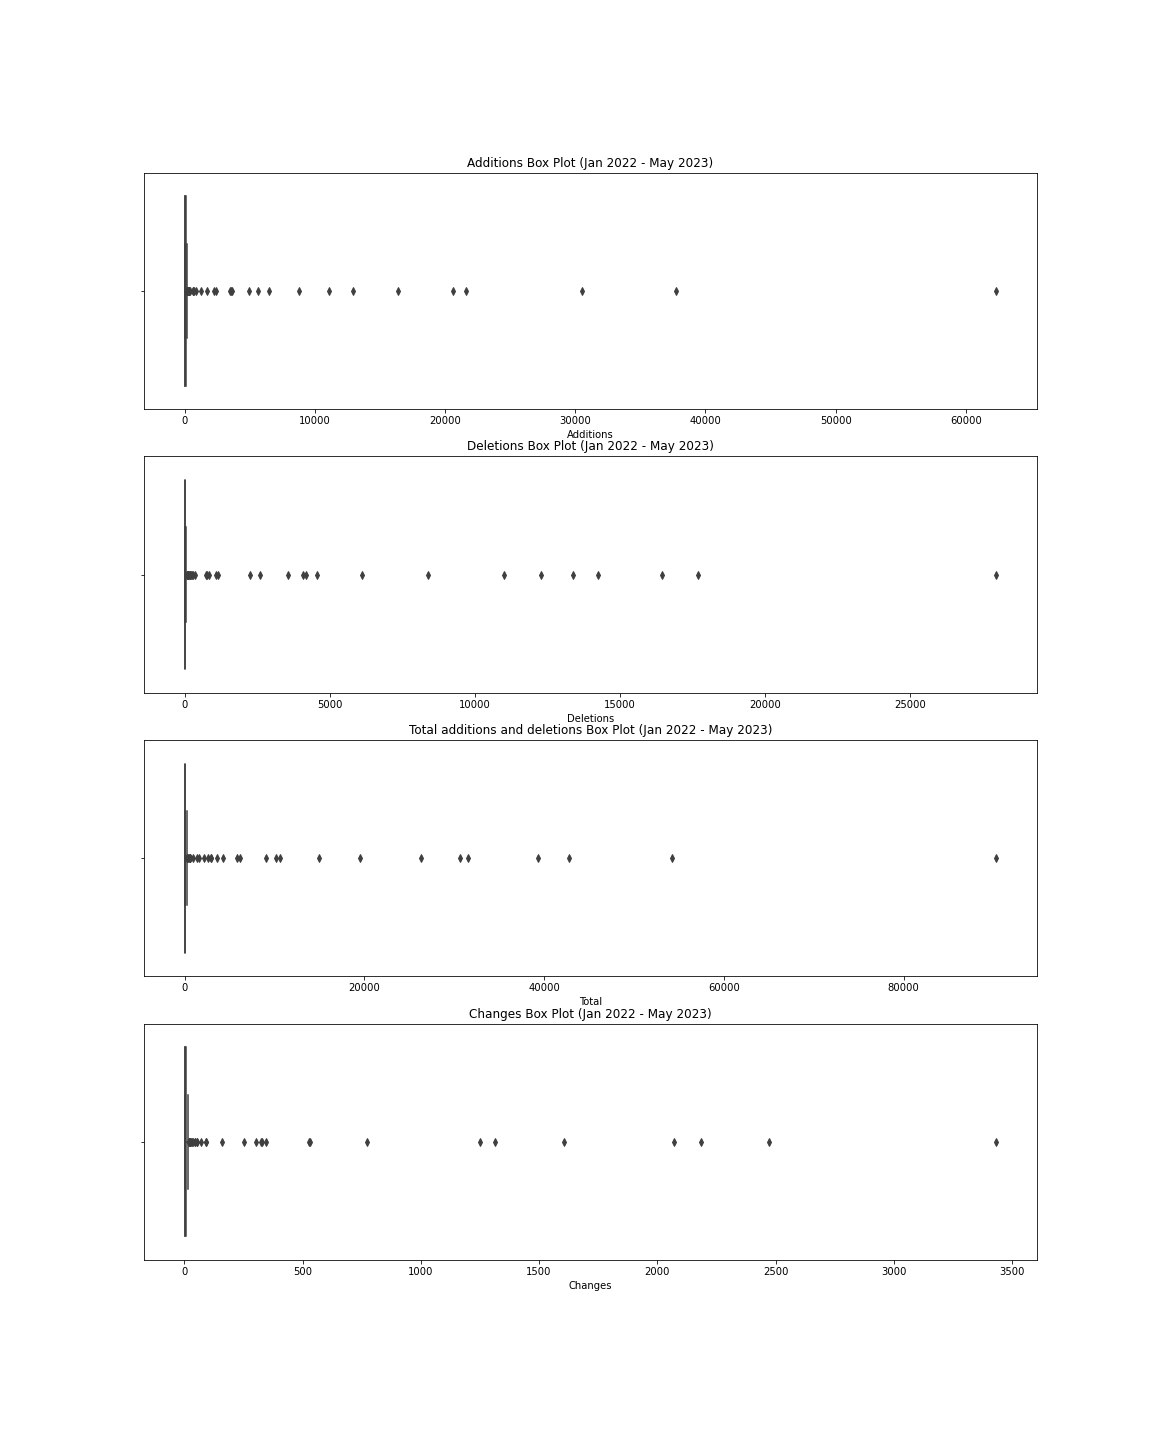 Additions Box Plot (Jan 2022 - May 2023)
0 10000 20000 30000 40000 50000 60000
Additions
Deletions Box Plot (Jan 2022 - May 2023)
0 5000 10000 15000 20000 25000
Deletions
Total additions and deletions Box Plot (Jan 2022 - May 2023)
0 20000 40000 60000 80000
Total
Changes Box Plot (Jan 2022 - May 2023)
0 500 1000 1500 2000 2500 3000 3500
Changes